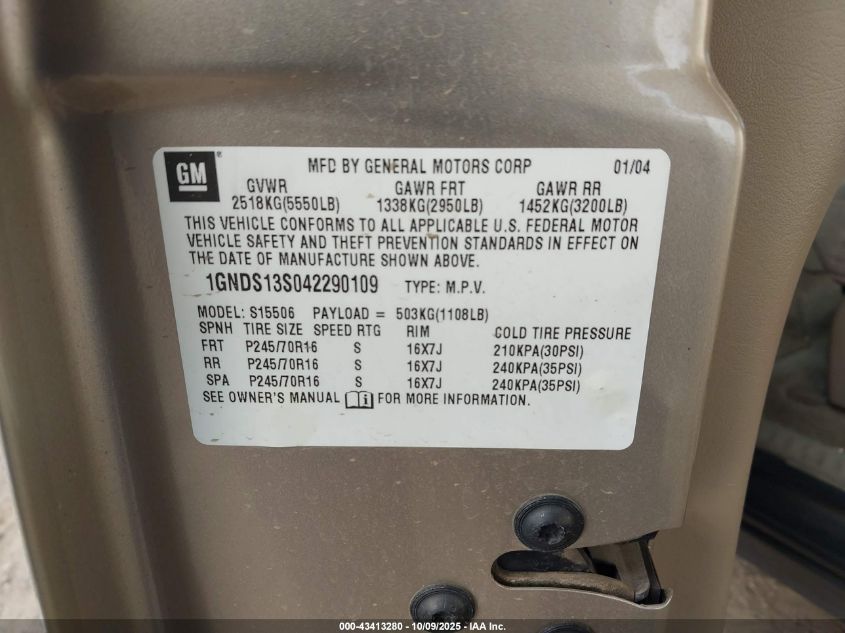 GM ® MFD BY GENERAL MOTORS CORP 01/04
GVWR GAWR FRT GAWR RR
2518KG(5550LB) 1338KG(2950LB) 1452KG(3200LB)
THIS VEHICLE CONFORMS TO ALL APPLICABLE U.S. FEDERAL MOTOR
VEHICLE SAFETY AND THEFT PREVENTION STANDARDS IN EFFECT ON
THE DATE OF MANUFACTURE SHOWN ABOVE.
1GNDS13S042290109 TYPE: M.P.V.
MODEL: S15506 PAYLOAD = 503KG(1108LB)
SPNH TIRE SIZE SPEED RTG RIM COLD TIRE PRESSURE
FRT P245/70R16 S 16X7J 210KPA(30PSI)
RR P245/70R16 S 16X7J 240KPA(35PSI)
SPA P245/70R16 S 16X7J 240KPA(35PSI)
SEE OWNER'S MANUAL i FOR MORE INFORMATION.
000-43413280 - 10/09/2025 - IAA Inc.